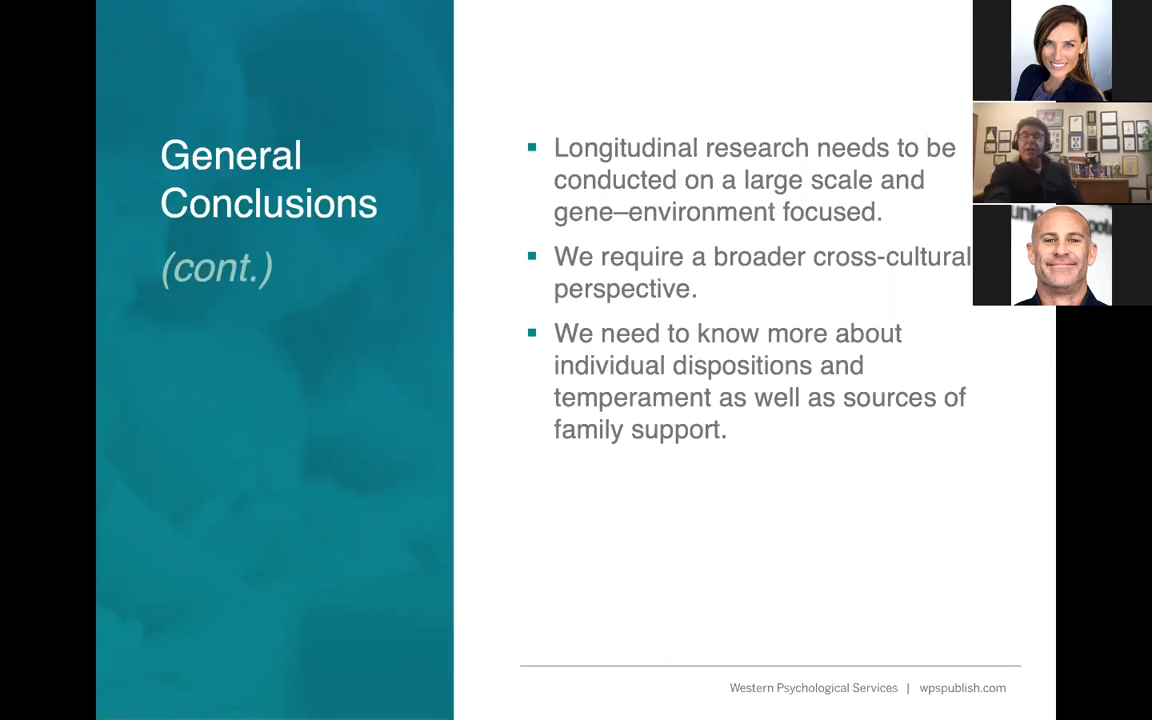 General
Conclusions
(cont.)
▪ Longitudinal research needs to be
conducted on a large scale and
gene–environment focused.
▪ We require a broader cross-cultural
perspective.
▪ We need to know more about
individual dispositions and
temperament as well as sources of
family support.
Western Psychological Services | wpspublish.com